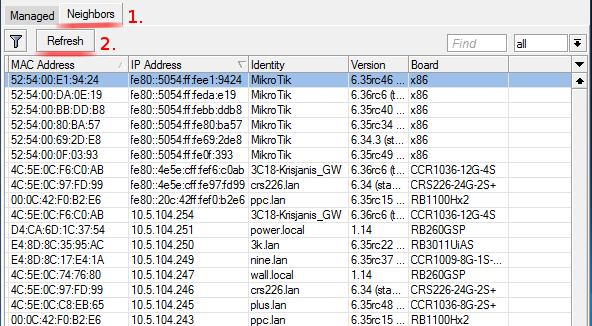 Managed Neighbors 1.
Refresh 2. Find all
MAC Address IP Address Identity Version Board
52:54:00:E1:94:24 fe80::5054:ff:fee1:9424 MikroTik 6.35rc46 ... x86
52:54:00:DA:0E:19 fe80::5054:ff:feda:e19 MikroTik 6.36rc6 (t... x86
52:54:00:BB:DD:B8 fe80::5054:ff:febb:ddb8 MikroTik 6.35rc40 ... x86
52:54:00:80:BA:57 fe80::5054:ff:fe80:ba57 MikroTik 6.35rc34 ... x86
52:54:00:69:2D:E8 fe80::5054:ff:fe69:2de8 MikroTik 6.34.3 (st... x86
52:54:00:0F:03:93 fe80::5054:ff:fe0f:393 MikroTik 6.35rc49 ... x86
4C:5E:0C:F6:C0:AB fe80::4e5e:cff:fef6:c0ab 3C18-Krisjanis_GW 6.36rc6 (t... CCR1036-12G-4S
4C:5E:0C:97:FD:99 fe80::4e5e:cff:fe97:fd99 crs226.lan 6.34 (sta... CRS226-24G-2S+
00:0C:42:F0:B2:E6 fe80::20c:42ff:fef0:b2e6 ppc.lan 6.35rc15 ... RB1100Hx2
4C:5E:0C:F6:C0:AB 10.5.104.254 3C18-Krisjanis_GW 6.36rc6 (t... CCR1036-12G-4S
D4:CA:6D:1C:37:54 10.5.104.251 power.local 1.14 RB260GSP
E4:8D:8C:35:95:AC 10.5.104.250 3k.lan 6.35rc22 ... RB3011UiAS
E4:8D:8C:17:E4:1A 10.5.104.249 nine.lan 6.35rc37 ... CCR1009-8G-1S-...
4C:5E:0C:74:76:80 10.5.104.247 wall.local 1.14 RB260GSP
4C:5E:0C:97:FD:99 10.5.104.246 crs226.lan 6.34 (sta... CRS226-24G-2S+
4C:5E:0C:C8:EB:65 10.5.104.245 plus.lan 6.35rc48 ... CCR1036-8G-2S+
00:0C:42:F0:B2:E6 10.5.104.243 ppc.lan 6.35rc15 ... RB1100Hx2